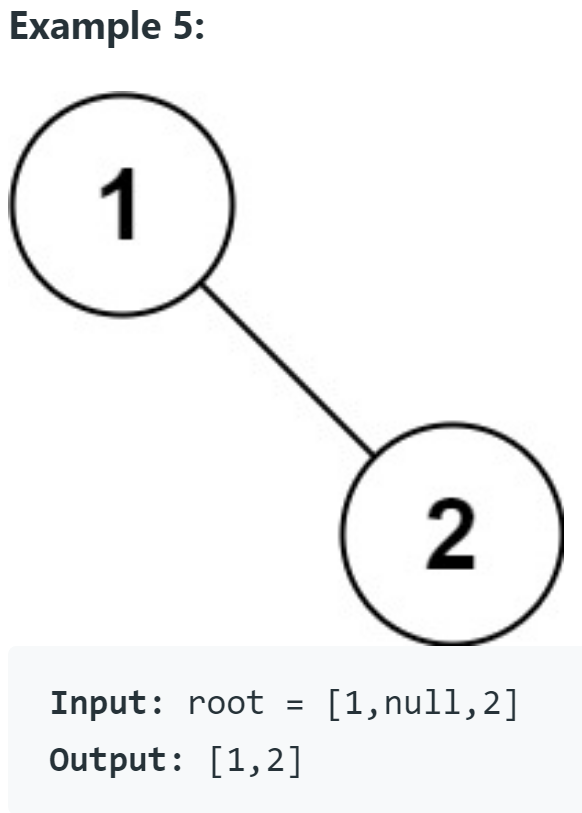 Example 5:
1
2
Input: root = [1,null,2]
Output: [1,2]